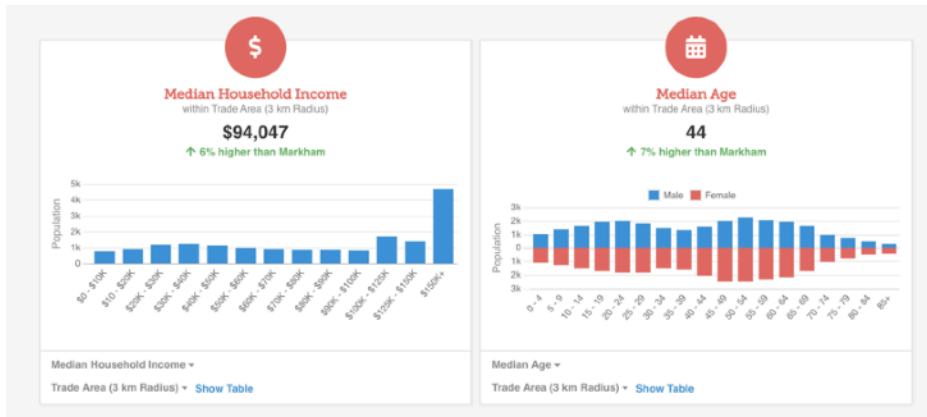 $
Median Household Income
within Trade Area (3 km Radius)
$94,047
↑ 6% higher than Markham
5k
4k
3k
2k
1k
0
Population
$0 - $10K
$10 - $20K
$20K - $30K
$30K - $40K
$40K - $50K
$50K - $60K
$60K - $70K
$70K - $80K
$80K - $90K
$90K - $100K
$100K - $125K
$125K - $150K
$150K+
Median Household Income
Trade Area (3 km Radius) Show Table
Median Age
within Trade Area (3 km Radius)
44
↑ 7% higher than Markham
Male Female
3k
2k
1k
0
1k
2k
3k
Population
0 - 4
5 - 9
10 - 14
15 - 19
20 - 24
25 - 29
30 - 34
35 - 39
40 - 44
45 - 49
50 - 54
55 - 59
60 - 64
65 - 69
70 - 74
75 - 79
80 - 84
85+
Median Age
Trade Area (3 km Radius) Show Table